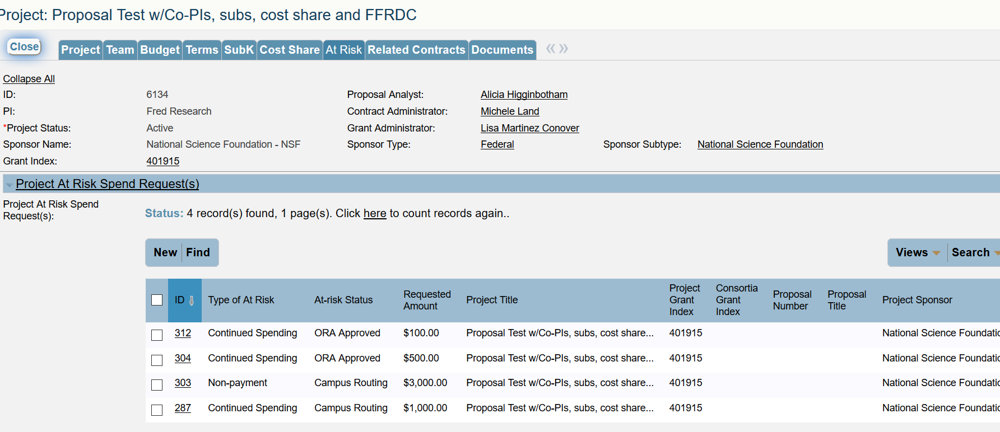 Project: Proposal Test w/Co-PIs, subs, cost share and FFRDC
Close Project Team Budget Terms SubK Cost Share At Risk Related Contracts Documents « »
Collapse All
ID: 6134 Proposal Analyst: Alicia Higginbotham
PI: Fred Research Contract Administrator: Michele Land
*Project Status: Active Grant Administrator: Lisa Martinez Conover
Sponsor Name: National Science Foundation - NSF Sponsor Type: Federal Sponsor Subtype: National Science Foundation
Grant Index: 401915
Project At Risk Spend Request(s)
Project At Risk Spend
Request(s):
Status: 4 record(s) found, 1 page(s). Click here to count records again..
New Find Views Search
ID Type of At Risk At-risk Status Requested Amount Project Title Project Grant Index Consortia Grant Index Proposal Number Proposal Title Project Sponsor
312 Continued Spending ORA Approved $100.00 Proposal Test w/Co-PIs, subs, cost share... 401915 National Science Foundatio
304 Continued Spending ORA Approved $500.00 Proposal Test w/Co-PIs, subs, cost share... 401915 National Science Foundatio
303 Non-payment Campus Routing $3,000.00 Proposal Test w/Co-PIs, subs, cost share... 401915 National Science Foundatio
287 Continued Spending Campus Routing $1,000.00 Proposal Test w/Co-PIs, subs, cost share... 401915 National Science Foundatio